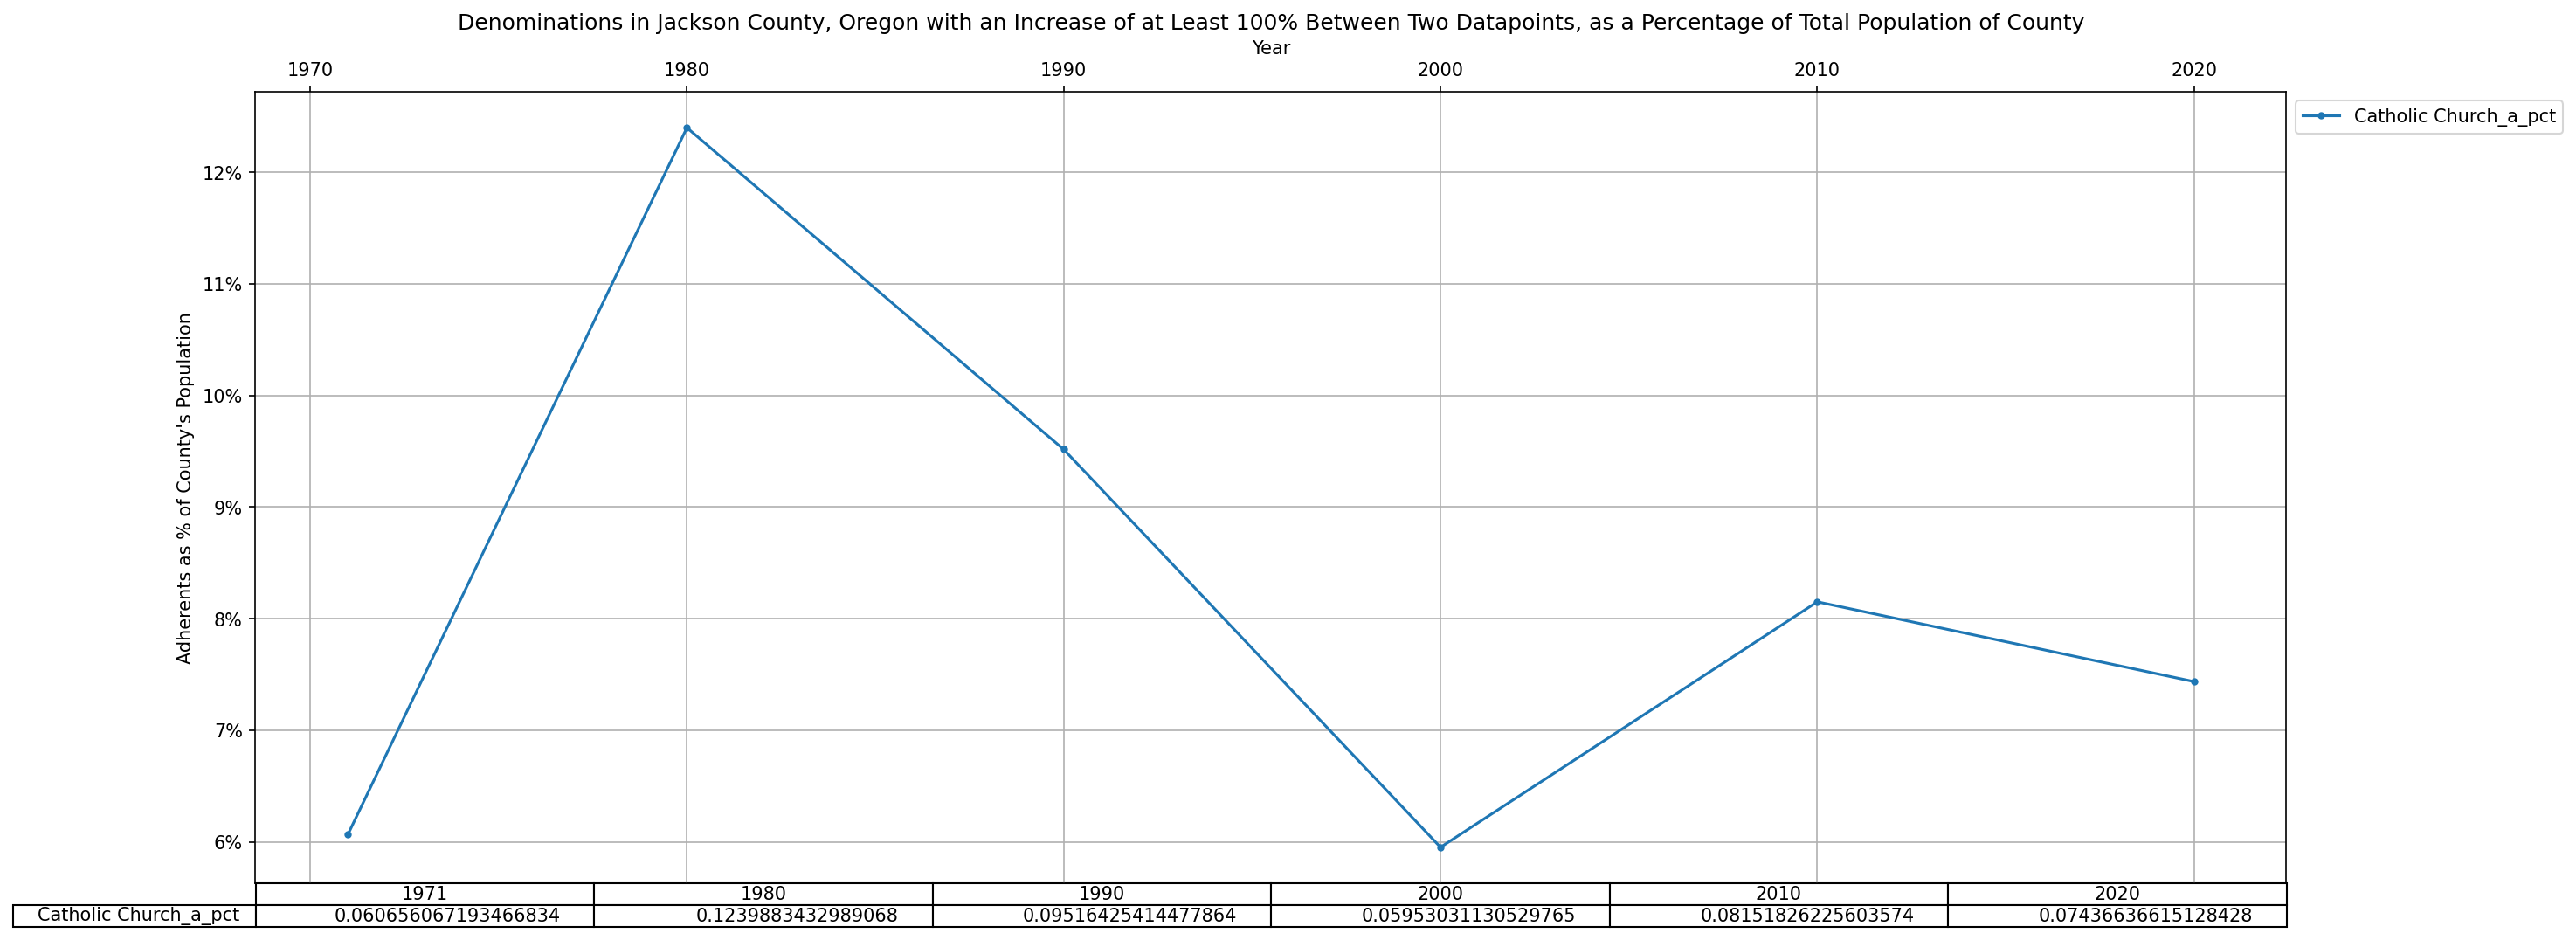 Denominations in Jackson County, Oregon with an Increase of at Least 100% Between Two Datapoints, as a Percentage of Total Population of County
Year
1970 1980 1990 2000 2010 2020
Catholic Church_a_pct
12%
11%
10%
9%
8%
7%
6%
Adherents as % of County's Population
1971 1980 1990 2000 2010 2020
Catholic Church_a_pct 0.060656067193466834 0.1239883432989068 0.09516425414477864 0.05953031130529765 0.08151826225603574 0.07436636615128428